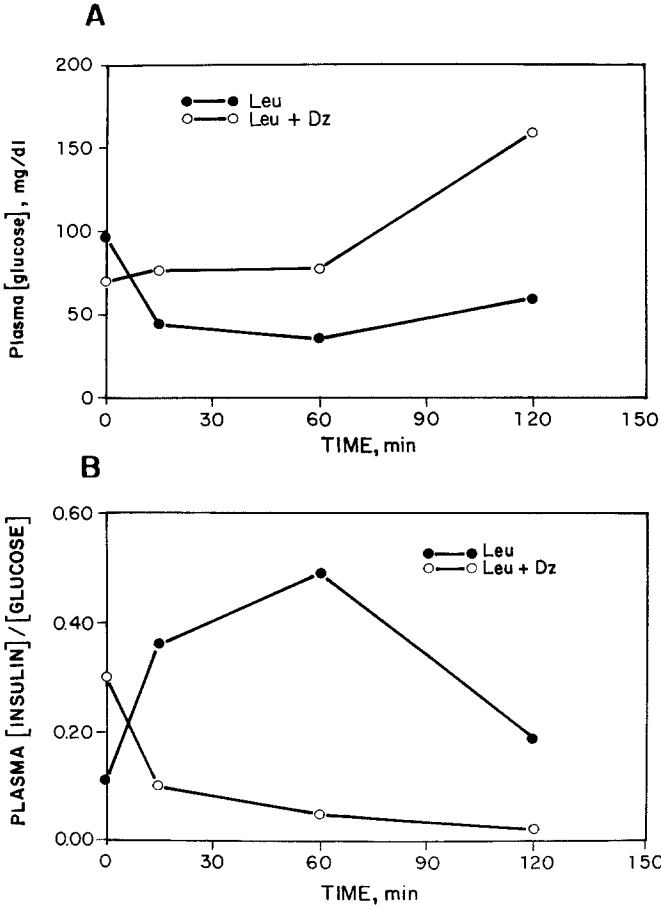 A
200
150
100
50
0
Plasma [glucose], mg/dl
Leu
Leu + Dz
0 30 60 90 120 150
TIME, min
B
0.60
0.40
0.20
0.00
PLASMA [INSULIN] / [GLUCOSE]
Leu
Leu + Dz
0 30 60 90 120 150
TIME, min